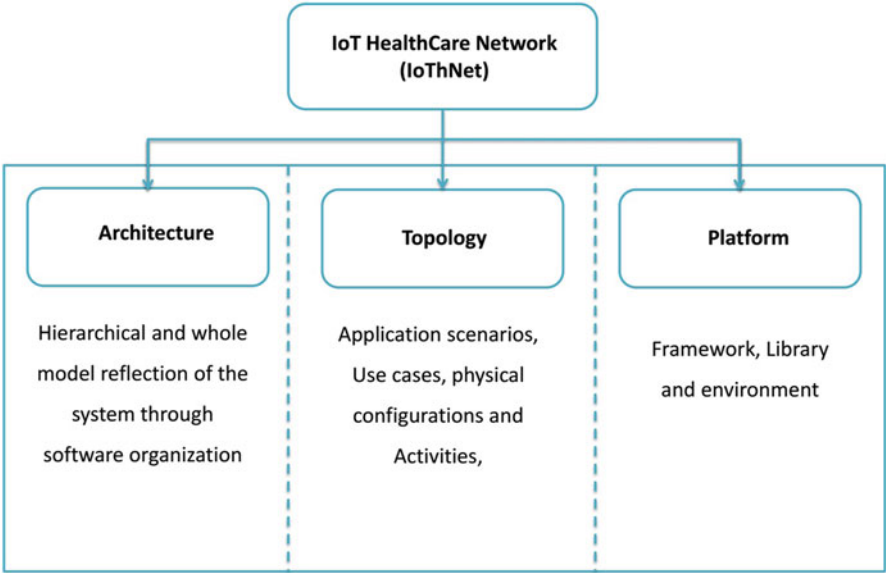 IoT HealthCare Network
(IoThNet)
Architecture
Hierarchical and whole
model reflection of the
system through
software organization
Topology
Application scenarios,
Use cases, physical
configurations and
Activities,
Platform
Framework, Library
and environment